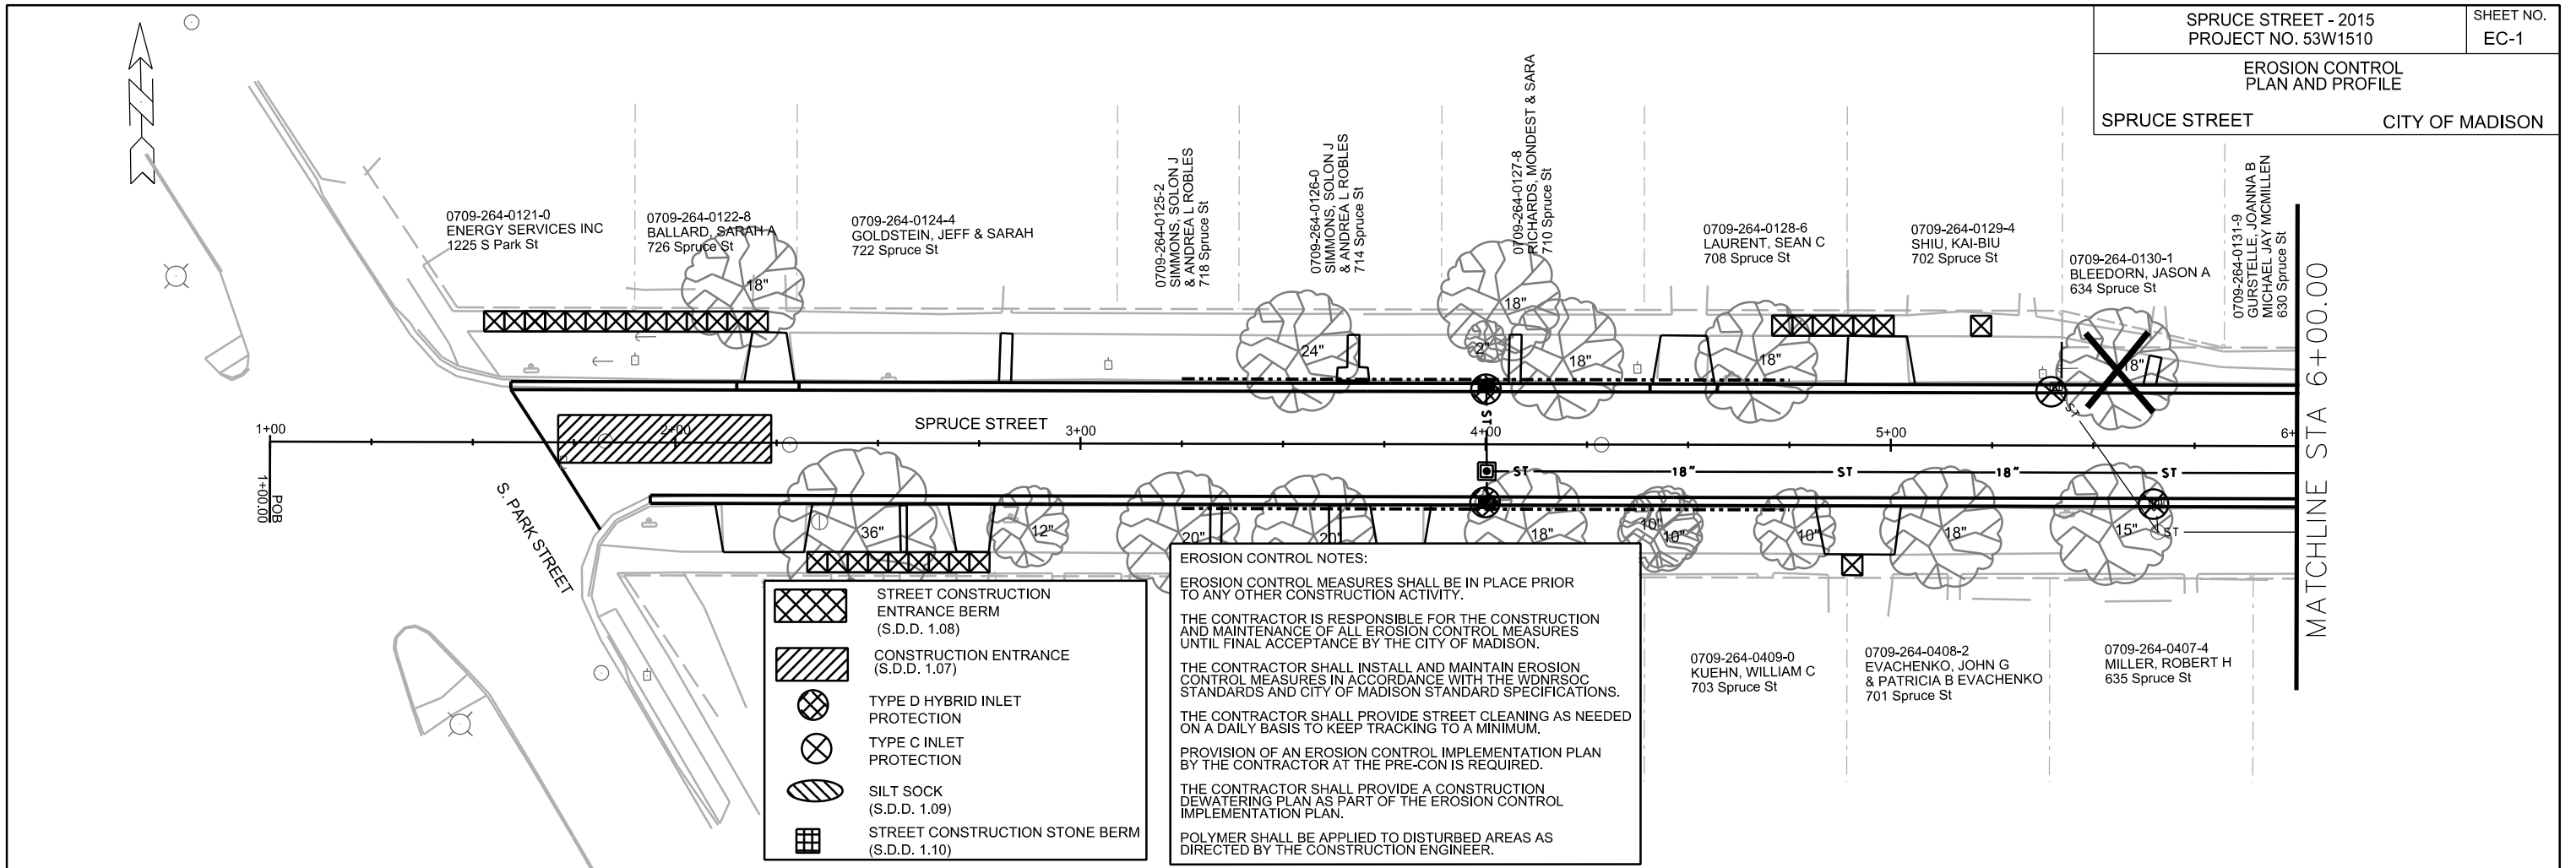 SPRUCE STREET - 2015
PROJECT NO. 53W1510
SHEET NO.
EC-1
EROSION CONTROL
PLAN AND PROFILE
SPRUCE STREET
CITY OF MADISON
0709-264-0121-0
ENERGY SERVICES INC
1225 S Park St
0709-264-0122-8
BALLARD, SARAH A
726 Spruce St
0709-264-0124-4
GOLDSTEIN, JEFF & SARAH
722 Spruce St
0709-264-0125-2
SIMMONS, SOLON J
& ANDREA L ROBLES
718 Spruce St
0709-264-0126-0
SIMMONS, SOLON J
& ANDREA L ROBLES
714 Spruce St
0709-264-0127-8
RICHARDS, MONDEST & SARA
710 Spruce St
0709-264-0128-6
LAURENT, SEAN C
708 Spruce St
0709-264-0129-4
SHIU, KAI-BIU
702 Spruce St
0709-264-0130-1
BLEEDORN, JASON A
634 Spruce St
0709-264-0131-9
GURSTELLE, JOANNA B
MICHAEL JAY MCMILLEN
630 Spruce St
MATCHLINE STA 6+00.00
18"
24"
18"
2"
18"
18"
18"
SPRUCE STREET
1+00
2+00
3+00
4+00
5+00
6+
POB
1+00.00
S. PARK STREET
ST
ST
ST
18"
ST
18"
ST
ST
36"
12"
20"
20"
18"
10"
10"
10"
18"
15"
STREET CONSTRUCTION
ENTRANCE BERM
(S.D.D. 1.08)
CONSTRUCTION ENTRANCE
(S.D.D. 1.07)
TYPE D HYBRID INLET
PROTECTION
TYPE C INLET
PROTECTION
SILT SOCK
(S.D.D. 1.09)
STREET CONSTRUCTION STONE BERM
(S.D.D. 1.10)
EROSION CONTROL NOTES:
EROSION CONTROL MEASURES SHALL BE IN PLACE PRIOR
TO ANY OTHER CONSTRUCTION ACTIVITY.
THE CONTRACTOR IS RESPONSIBLE FOR THE CONSTRUCTION
AND MAINTENANCE OF ALL EROSION CONTROL MEASURES
UNTIL FINAL ACCEPTANCE BY THE CITY OF MADISON.
THE CONTRACTOR SHALL INSTALL AND MAINTAIN EROSION
CONTROL MEASURES IN ACCORDANCE WITH THE WDNRSOC
STANDARDS AND CITY OF MADISON STANDARD SPECIFICATIONS.
THE CONTRACTOR SHALL PROVIDE STREET CLEANING AS NEEDED
ON A DAILY BASIS TO KEEP TRACKING TO A MINIMUM.
PROVISION OF AN EROSION CONTROL IMPLEMENTATION PLAN
BY THE CONTRACTOR AT THE PRE-CON IS REQUIRED.
THE CONTRACTOR SHALL PROVIDE A CONSTRUCTION
DEWATERING PLAN AS PART OF THE EROSION CONTROL
IMPLEMENTATION PLAN.
POLYMER SHALL BE APPLIED TO DISTURBED AREAS AS
DIRECTED BY THE CONSTRUCTION ENGINEER.
0709-264-0409-0
KUEHN, WILLIAM C
703 Spruce St
0709-264-0408-2
EVACHENKO, JOHN G
& PATRICIA B EVACHENKO
701 Spruce St
0709-264-0407-4
MILLER, ROBERT H
635 Spruce St